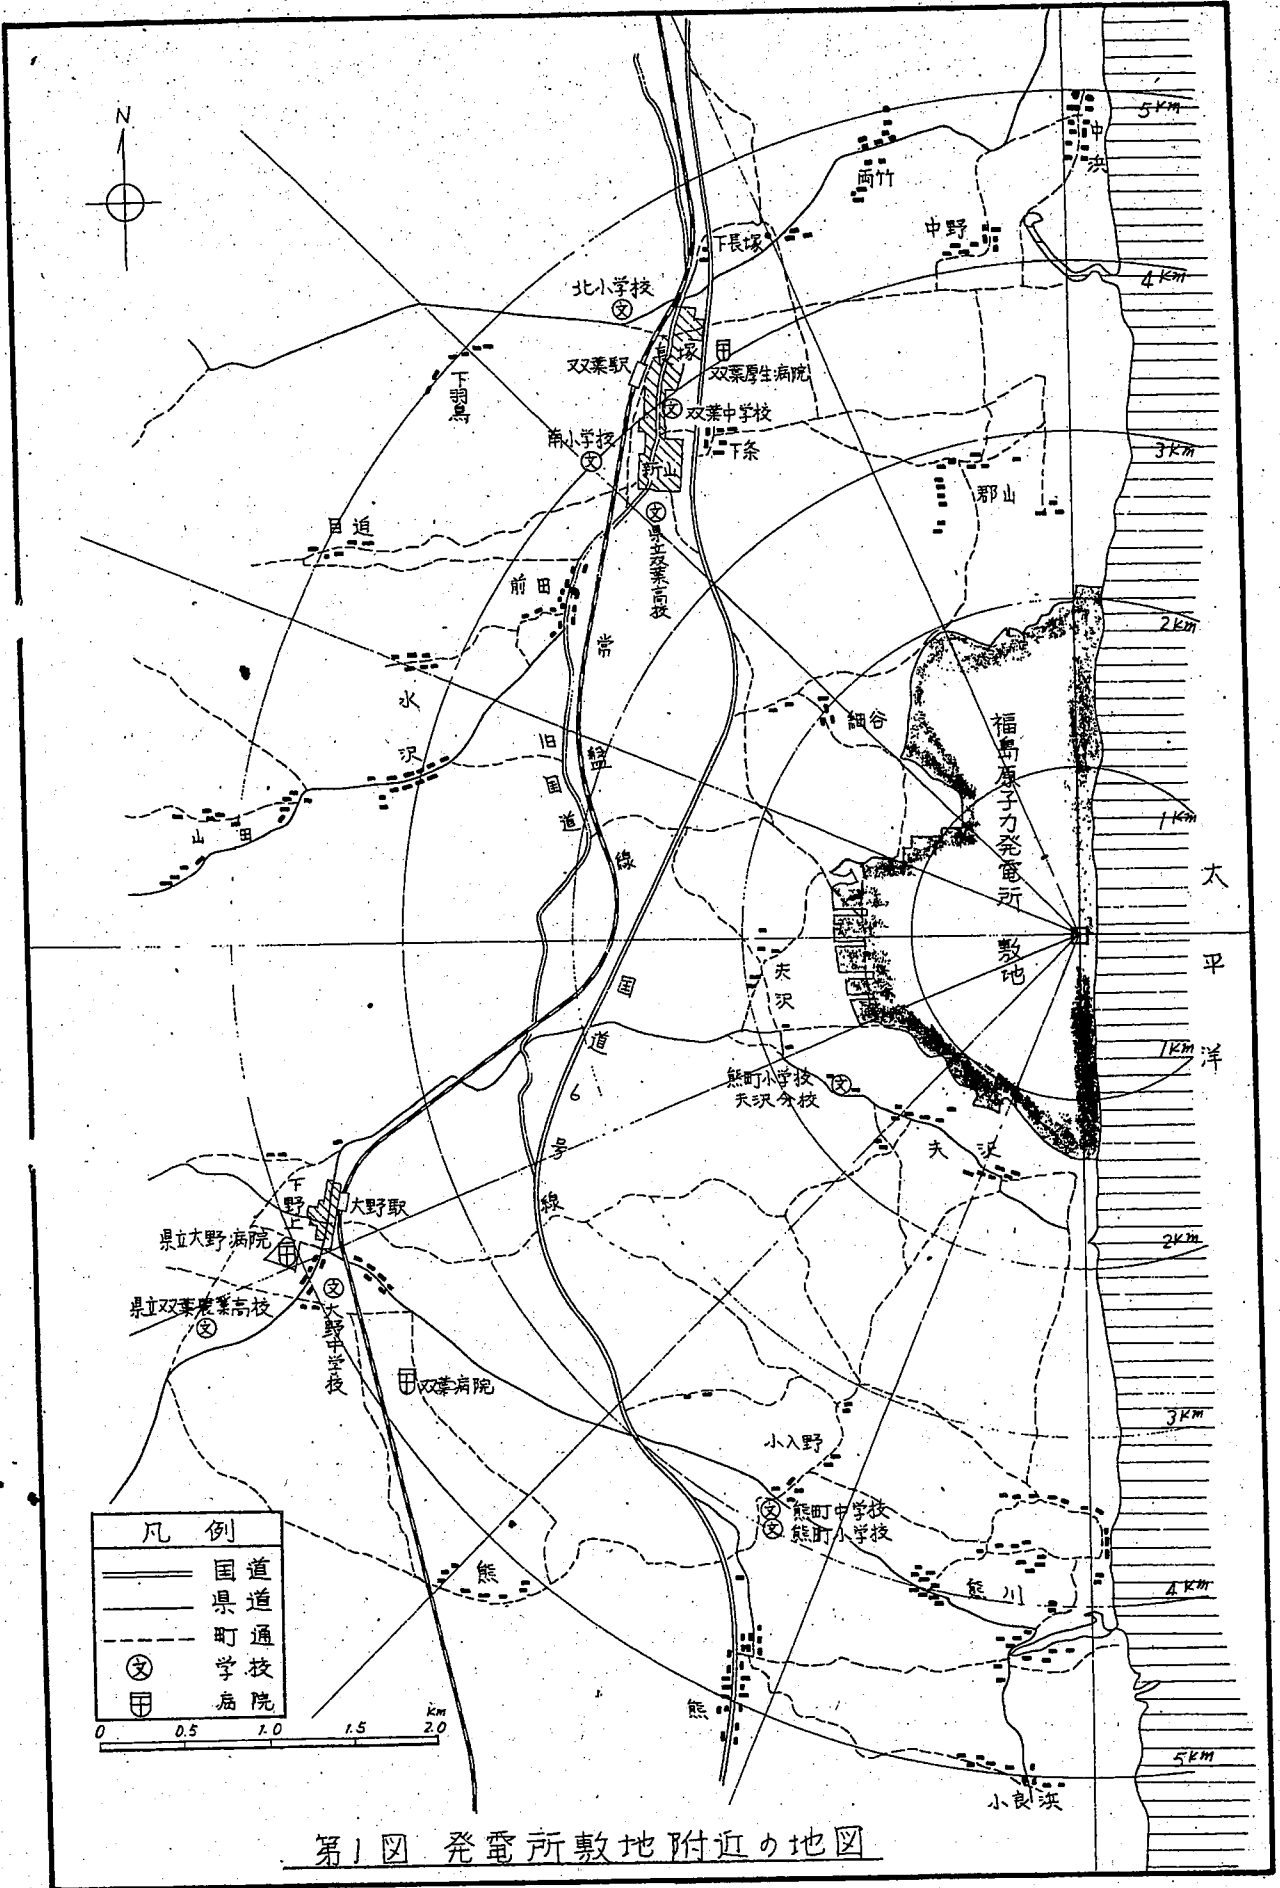 N
5km
中浜
両竹
中野
下長塚
4km
北小学校
長塚
双葉駅
双葉厚生病院
下羽鳥
双葉中学校
南小学校
下条
3km
新山
郡山
目迫
県立双葉高校
前田
2km
常磐線
水沢
細谷
旧国道
福島原子力発電所 敷地
1km
山田
太平洋
夫沢
国道6号線
1km
熊町小学校
夫沢分校
夫沢
下野上
大野駅
県立大野病院
2km
県立双葉農業高校
大野中学校
双葉病院
3km
小入野
熊町中学校
熊町小学校
熊
熊川
4km
熊
5km
小良浜
凡例
国道
県道
町道
文 学校
病院
km
0 0.5 1.0 1.5 2.0
第1図 発電所敷地附近の地図